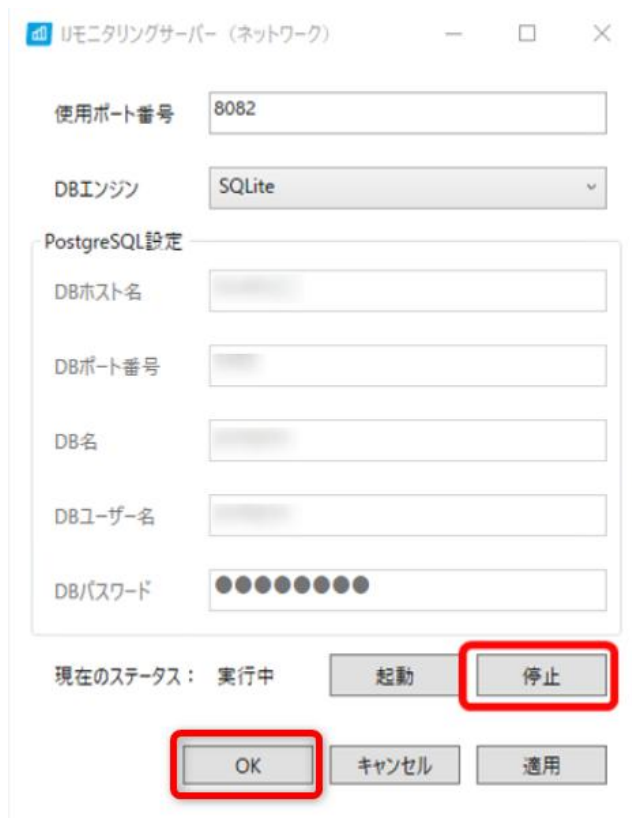 IJモニタリングサーバー（ネットワーク）
使用ポート番号 8082
DBエンジン SQLite
PostgreSQL設定
DBホスト名
DBポート番号
DB名
DBユーザー名
DBパスワード ●●●●●●●●
現在のステータス： 実行中 起動 停止
OK キャンセル 適用